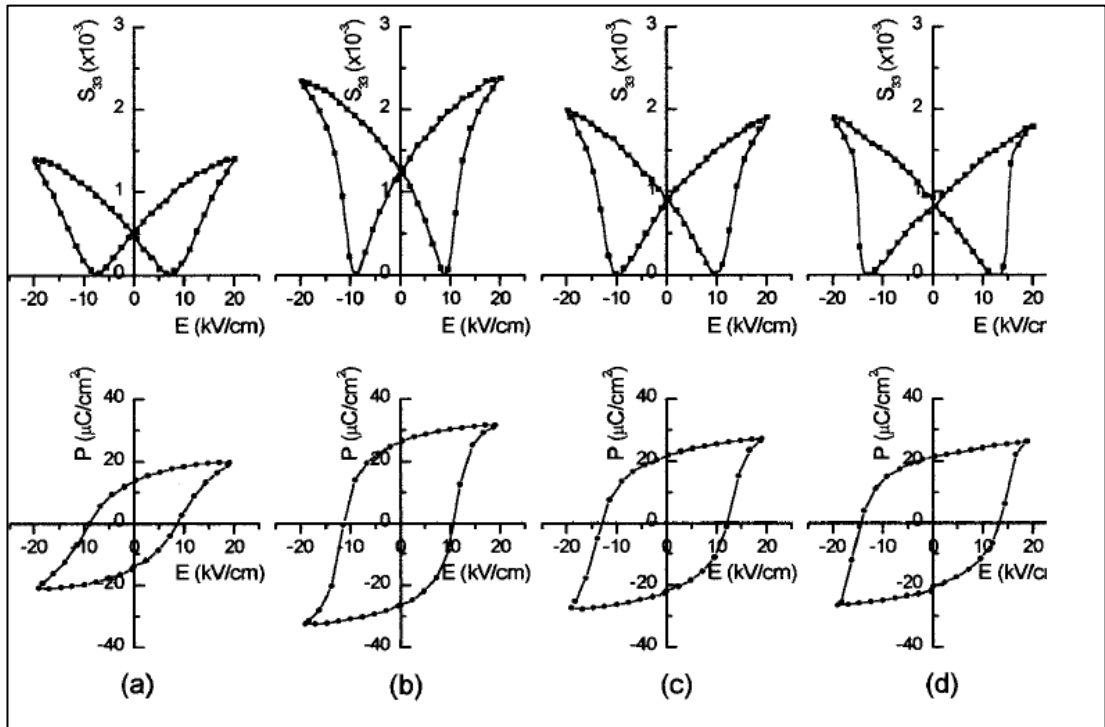 3 3 3 3
S33 (x10-3) S33 (x10-3) S33 (x10-3) S33 (x10-3)
2 2 2 2
1 1 1 1
0 0 0 0
-20 -10 0 10 20 -20 -10 0 10 20 -20 -10 0 10 20 -20 -10 0 10 20
E (kV/cm) E (kV/cm) E (kV/cm) E (kV/cr
40 40 40 40
P (μC/cm2) P (μC/cm2) P (μC/cm2) P (μC/cm2)
20 20 20 20
0 0 0 0
-20 -10 0 10 20 -20 -10 0 10 20 -20 -10 0 10 20 -20 -10 0 10 20
E (kV/cm) E (kV/cm) E (kV/cm) E (kV/c
-20 -20 -20 -20
-40 -40 -40 -40
(a) (b) (c) (d)